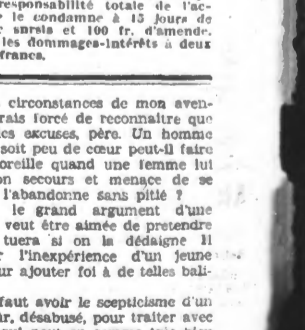 responsabilité totale de l'ac-
le condamne à 15 jours de
sursis et 100 fr. d'amende.
les dommages-intérêts à deux
francs.
circonstances de mon aven-
rais forcé de reconnaître que
des excuses, père. Un homme
soit peu de cœur peut-il faire
oreille quand une femme lui
on secours et menace de se
l'abandonne sans pitié ?
le grand argument d'une
veut être aimée de prétendre
tuera si on la dédaigne Il
l'inexpérience d'un jeune
ur ajouter foi à de telles bali-
faut avoir le scepticisme d'un
ir, désabusé, pour traiter avec